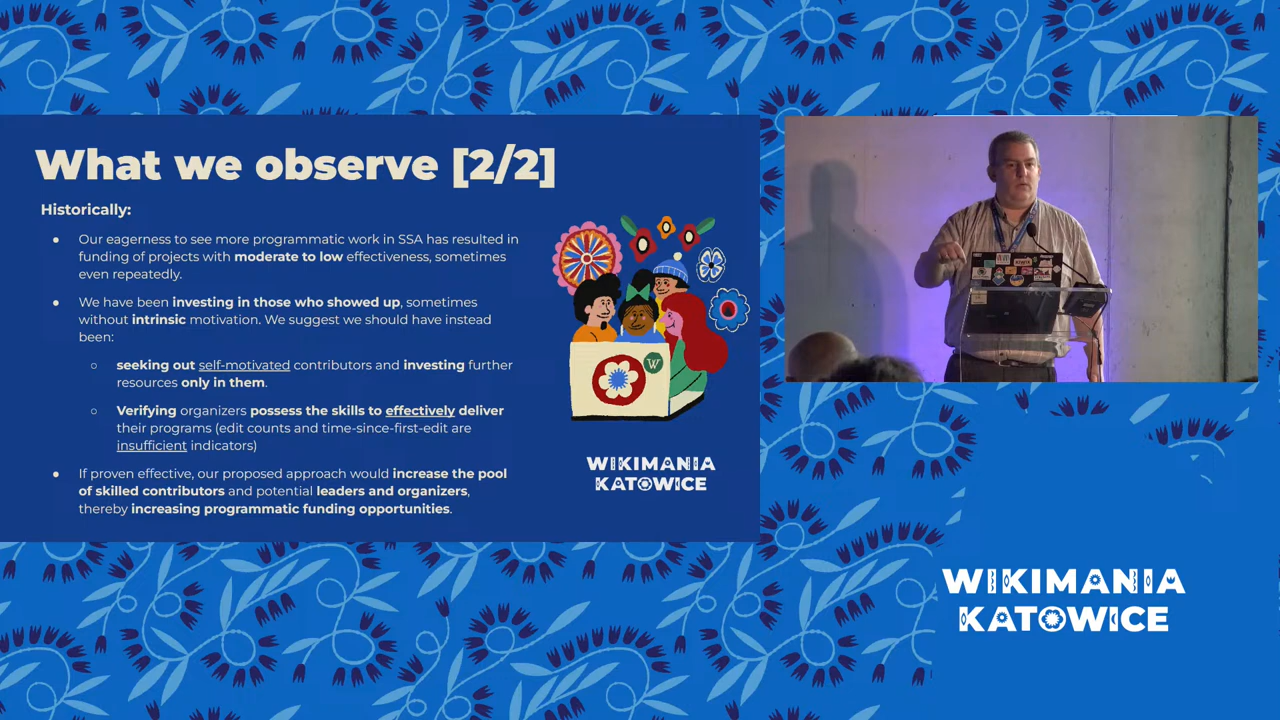 What we observe [2/2]
Historically:
● Our eagerness to see more programmatic work in SSA has resulted in
funding of projects with moderate to low effectiveness, sometimes
even repeatedly.
● We have been investing in those who showed up, sometimes
without intrinsic motivation. We suggest we should have instead
been:
○ seeking out self-motivated contributors and investing further
resources only in them.
○ Verifying organizers possess the skills to effectively deliver
their programs (edit counts and time-since-first-edit are
insufficient indicators)
● If proven effective, our proposed approach would increase the pool
of skilled contributors and potential leaders and organizers,
thereby increasing programmatic funding opportunities.
W
WIKIMANIA
KATOWICE
WIKIMANIA
KATOWICE